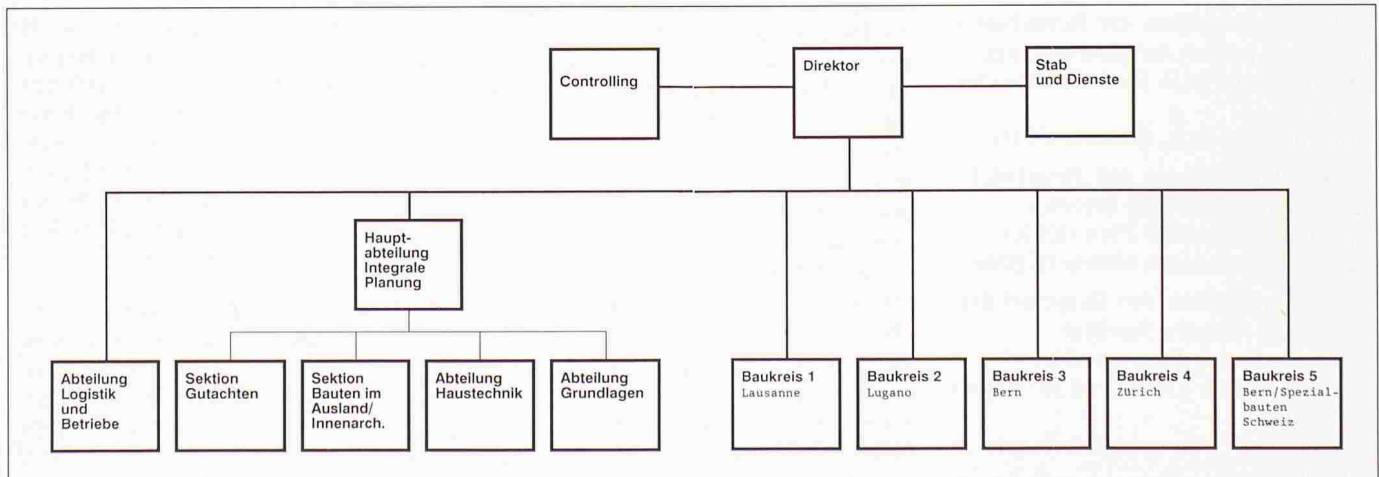 Controlling
Direktor
Stab
und Dienste
Haupt-
abteilung
Integrale
Planung
Abteilung
Logistik
und
Betriebe
Sektion
Gutachten
Sektion
Bauten im
Ausland/
Innenarch.
Abteilung
Haustechnik
Abteilung
Grundlagen
Baukreis 1
Lausanne
Baukreis 2
Lugano
Baukreis 3
Bern
Baukreis 4
Zürich
Baukreis 5
Bern/Spezial-
bauten
Schweiz